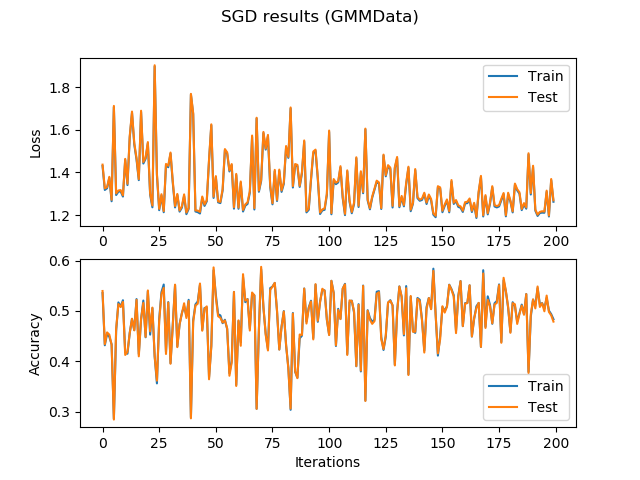 SGD results (GMMData)
1.8
1.6
1.4
1.2
Loss
Train
Test
0 25 50 75 100 125 150 175 200
0.6
0.5
0.4
0.3
Accuracy
Train
Test
0 25 50 75 100 125 150 175 200
Iterations